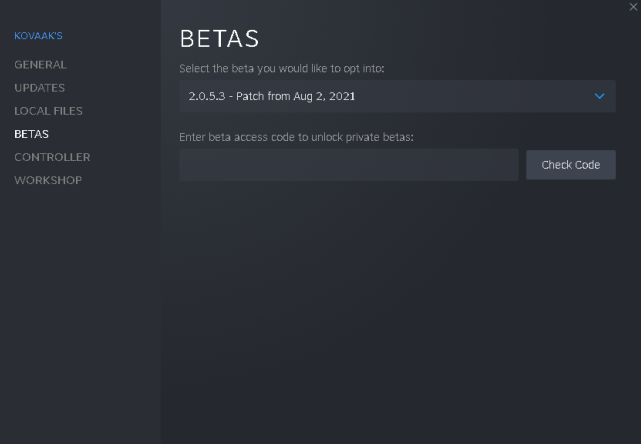 KOVAAK'S
GENERAL
UPDATES
LOCAL FILES
BETAS
CONTROLLER
WORKSHOP
BETAS
Select the beta you would like to opt into:
2.0.5.3 - Patch from Aug 2, 2021
Enter beta access code to unlock private betas:
Check Code